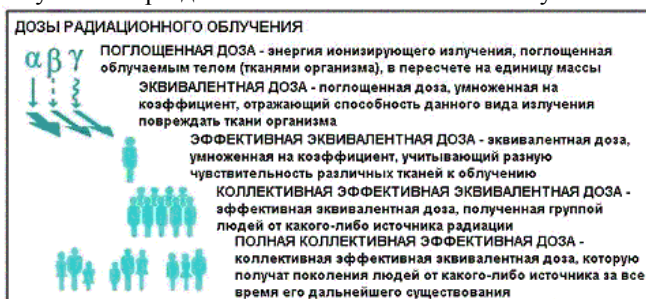 ДОЗЫ РАДИАЦИОННОГО ОБЛУЧЕНИЯ
ПОГЛОЩЕННАЯ ДОЗА - энергия ионизирующего излучения, поглощенная
α β γ
облучаемым телом (тканями организма), в пересчете на единицу массы
ЭКВИВАЛЕНТНАЯ ДОЗА - поглощенная доза, умноженная на
коэффициент, отражающий способность данного вида излучения
повреждать ткани организма
ЭФФЕКТИВНАЯ ЭКВИВАЛЕНТНАЯ ДОЗА - эквивалентная доза,
умноженная на коэффициент, учитывающий разную
чувствительность различных тканей к облучению
КОЛЛЕКТИВНАЯ ЭФФЕКТИВНАЯ ЭКВИВАЛЕНТНАЯ ДОЗА -
эффективная эквивалентная доза, полученная группой
людей от какого-либо источника радиации
ПОЛНАЯ КОЛЛЕКТИВНАЯ ЭФФЕКТИВНАЯ ДОЗА -
коллективная эффективная эквивалентная доза, которую
получат поколения людей от какого-либо источника за все
время его дальнейшего существования